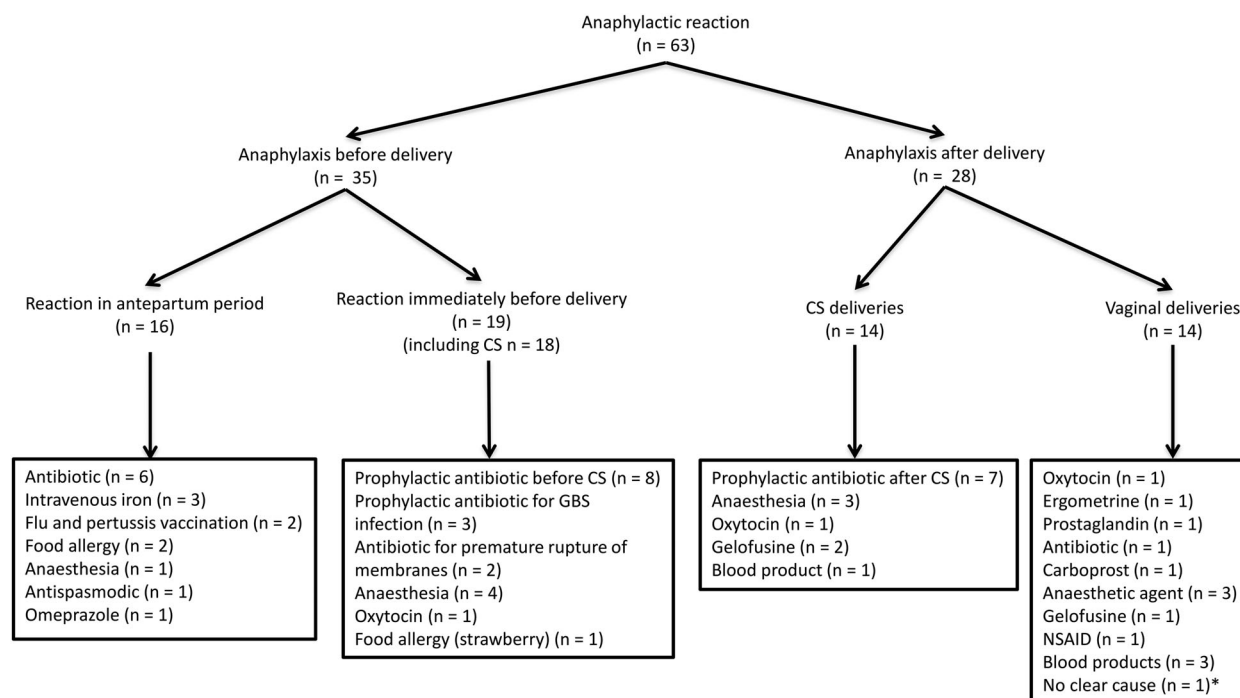 Anaphylactic reaction
(n = 63)
Anaphylaxis before delivery
(n =  35)
Anaphylaxis after delivery
(n =  28)
Reaction in antepartum period
(n = 16)
Reaction immediately before delivery
(n = 19)
(including CS n = 18)
CS deliveries
(n = 14)
Vaginal deliveries
(n = 14)
Antibiotic (n = 6)
Intravenous iron (n = 3)
Flu and pertussis vaccination (n = 2)
Food allergy (n = 2)
Anaesthesia (n = 1)
Antispasmodic (n = 1)
Omeprazole (n = 1)
Prophylactic antibiotic before CS (n = 8)
Prophylactic antibiotic for GBS
infection (n = 3)
Antibiotic for premature rupture of
membranes (n = 2)
Anaesthesia (n = 4)
Oxytocin (n = 1)
Food allergy (strawberry) (n = 1)
Prophylactic antibiotic after CS (n = 7)
Anaesthesia (n = 3)
Oxytocin (n = 1)
Gelofusine (n = 2)
Blood product (n = 1)
Oxytocin (n = 1)
Ergometrine (n = 1)
Prostaglandin (n = 1)
Antibiotic (n = 1)
Carboprost (n = 1)
Anaesthetic agent (n = 3)
Gelofusine (n = 1)
NSAID (n = 1)
Blood products (n = 3)
No clear cause (n = 1)*